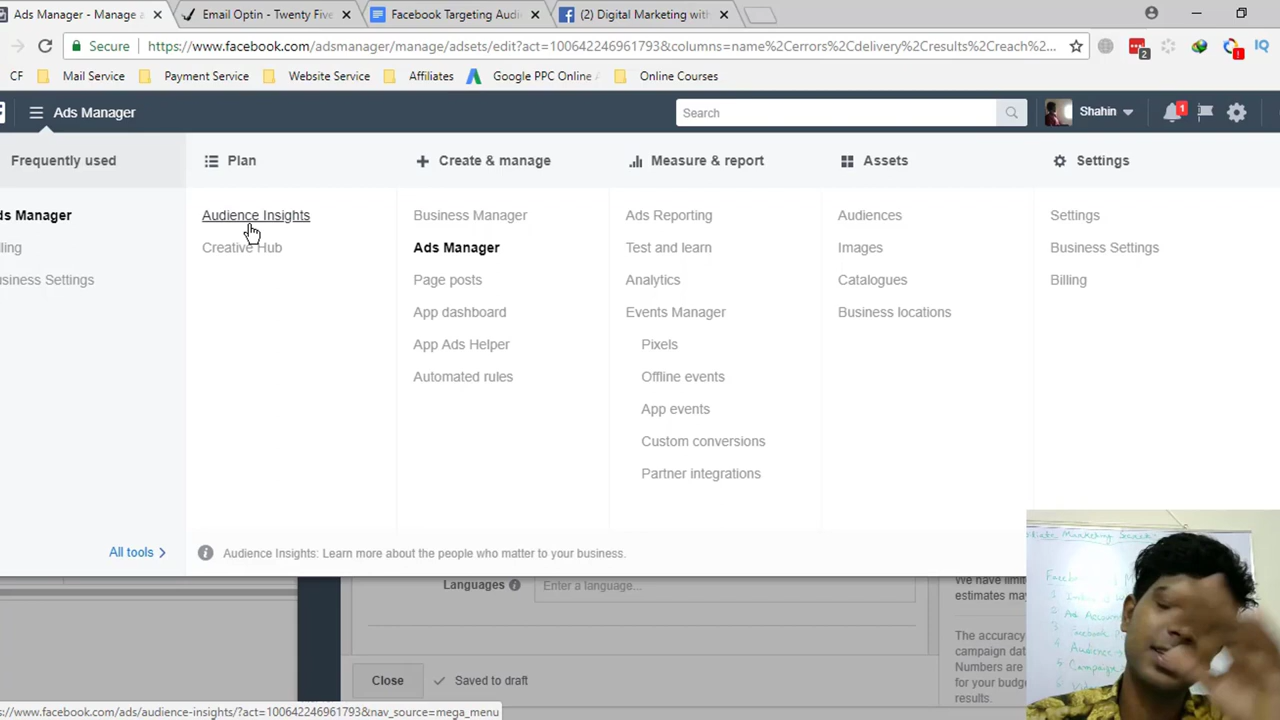 Ads Manager - Manage a
Email Optin - Twenty Five
Facebook Targeting Audi
(2) Digital Marketing with
Secure
https://www.facebook.com/adsmanager/manage/adsets/edit?act=100642246961793&columns=name%2Cerrors%2Cdelivery%2Cresults%2Creach%2C...
CF
Mail Service
Payment Service
Website Service
Affiliates
Google PPC Online
Online Courses
Ads Manager
Search
Shahin
1
Frequently used
Plan
Create & manage
Measure & report
Assets
Settings
ds Manager
Audience Insights
Business Manager
Ads Reporting
Audiences
Settings
lling
Creative Hub
Ads Manager
Test and learn
Images
Business Settings
usiness Settings
Page posts
Analytics
Catalogues
Billing
App dashboard
Events Manager
Business locations
App Ads Helper
Pixels
Automated rules
Offline events
App events
Custom conversions
Partner integrations
All tools
Audience Insights: Learn more about the people who matter to your business.
Languages
Enter a language...
We have limit
estimates may
The accuracy
campaign dat
Numbers are
for your budge
results.
Close
Saved to draft
s://www.facebook.com/ads/audience-insights/?act=100642246961793&nav_source=mega_menu